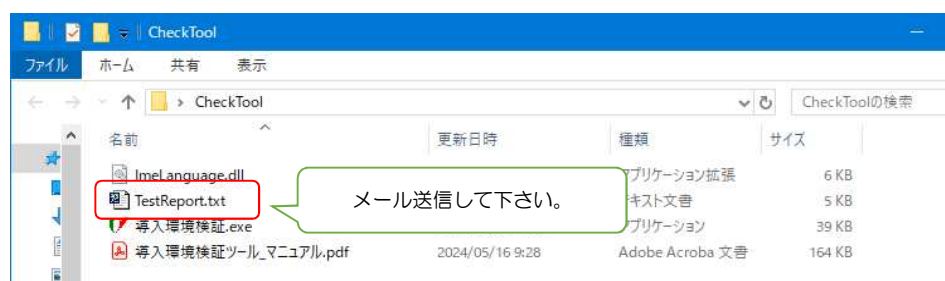 CheckTool
ファイル ホーム 共有 表示
CheckTool CheckToolの検索
名前 更新日時 種類 サイズ
ImeLanguage.dll プリケーション拡張 6 KB
TestReport.txt メール送信して下さい。 キスト文書 5 KB
導入環境検証.exe プリケーション 39 KB
導入環境検証ツール_マニュアル.pdf 2024/05/16 9:28 Adobe Acroba 文書 164 KB